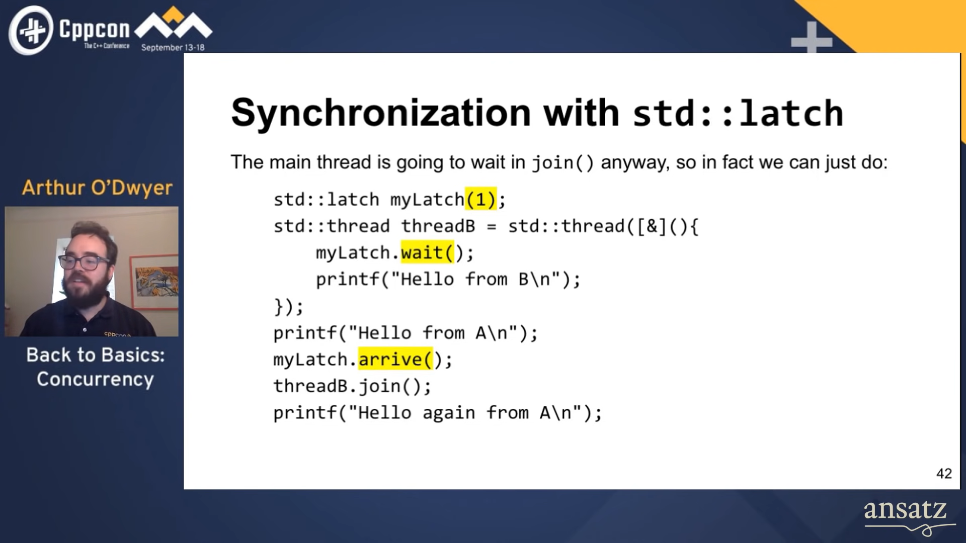 Cppcon
The C++ Conference
September 13-18
Synchronization with std::latch
The main thread is going to wait in join() anyway, so in fact we can just do:
std::latch myLatch(1);
std::thread threadB = std::thread([&](){
myLatch.wait();
printf("Hello from B\n");
});
printf("Hello from A\n");
myLatch.arrive();
threadB.join();
printf("Hello again from A\n");
42
Arthur O'Dwyer
cppcon
Back to Basics:
Concurrency
ansatz